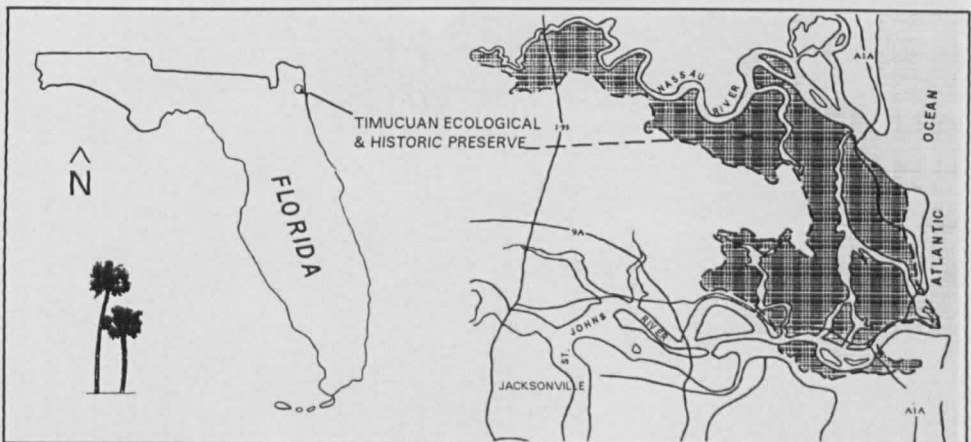 TIMUCUAN ECOLOGICAL
& HISTORIC PRESERVE
N
FLORIDA
NASSAU
RIVER
A1A
I-95
OCEAN
ATLANTIC
9A
ST. JOHNS RIVER
JACKSONVILLE
A1A